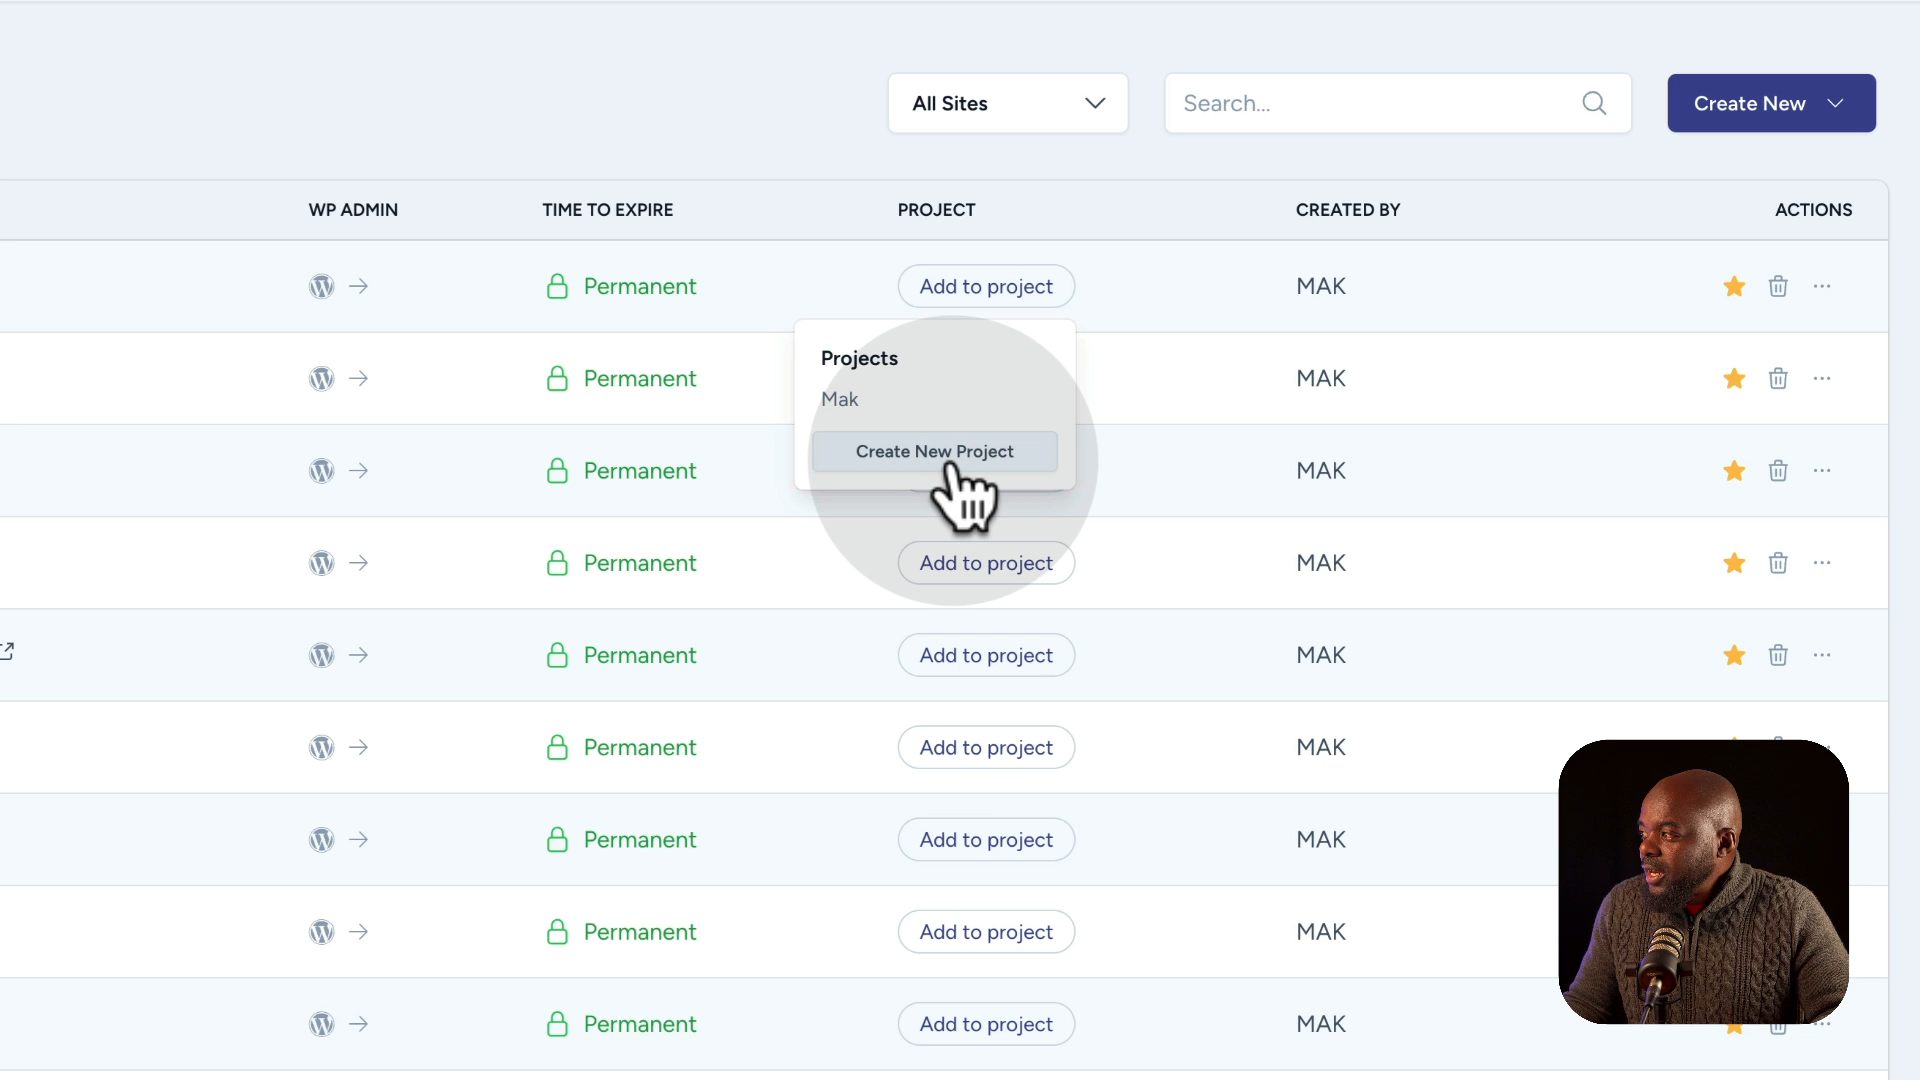 All Sites
Search...
Create New
WP ADMIN TIME TO EXPIRE PROJECT CREATED BY ACTIONS
Permanent Add to project MAK
Projects
Permanent MAK
Mak
Create New Project
Permanent MAK
Permanent Add to project MAK
Permanent Add to project MAK
Permanent Add to project MAK
Permanent Add to project MAK
Permanent Add to project MAK
Permanent Add to project MAK